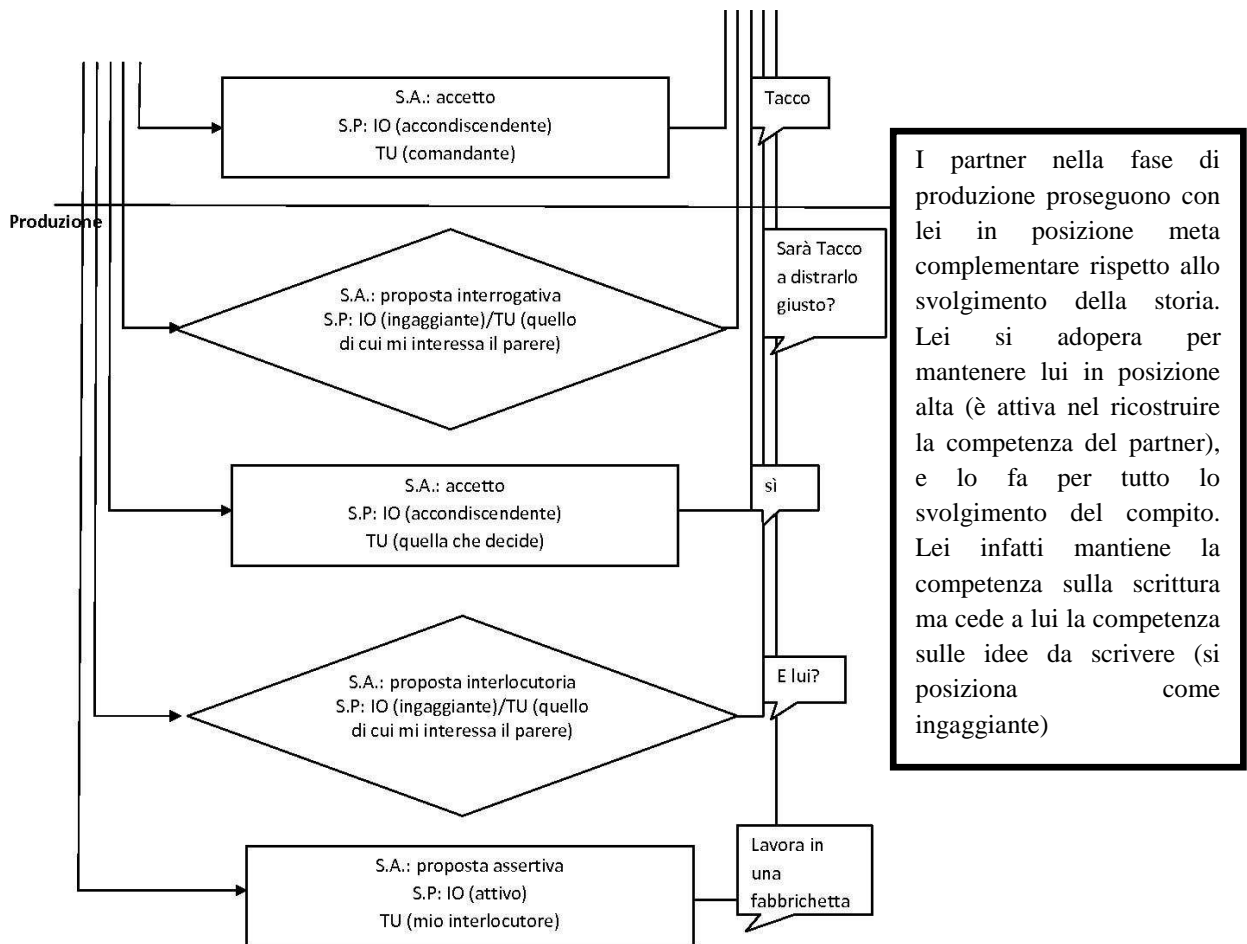 S.A.: accetto
S.P: IO (accondiscendente)
TU (comandante)
Tacco
Produzione
S.A.: proposta interrogativa
S.P: IO (ingaggiante)/TU (quello
di cui mi interessa il parere)
Sarà Tacco
a distrarlo
giusto?
S.A.: accetto
S.P: IO (accondiscendente)
TU (quella che decide)
sì
S.A.: proposta interlocutoria
S.P: IO (ingaggiante)/TU (quello
di cui mi interessa il parere)
E lui?
S.A.: proposta assertiva
S.P: IO (attivo)
TU (mio interlocutore)
Lavora in
una
fabbrichetta
I partner nella fase di
produzione proseguono con
lei in posizione meta
complementare rispetto allo
svolgimento della storia.
Lei si adopera per
mantenere lui in posizione
alta (è attiva nel ricostruire
la competenza del partner),
e lo fa per tutto lo
svolgimento del compito.
Lei infatti mantiene la
competenza sulla scrittura
ma cede a lui la competenza
sulle idee da scrivere (si
posiziona come
ingaggiante)